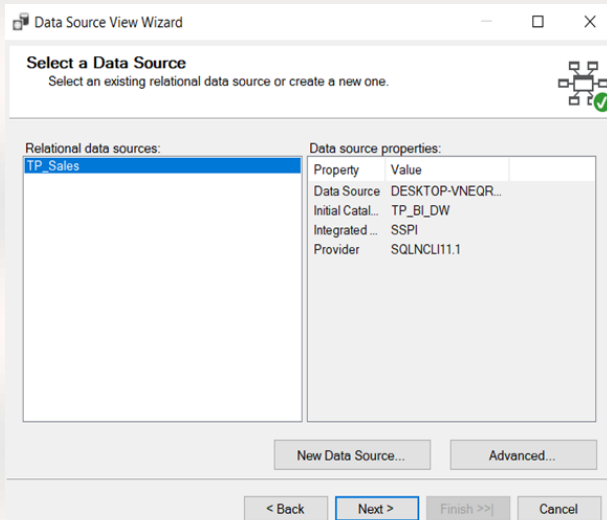 Data Source View Wizard
Select a Data Source
Select an existing relational data source or create a new one.
Relational data sources:
TP_Sales
Data source properties:
Property Value
Data Source DESKTOP-VNEQR...
Initial Catal... TP_BI_DW
Integrated ... SSPI
Provider SQLNCLI11.1
New Data Source...
Advanced...
< Back
Next >
Finish >>|
Cancel